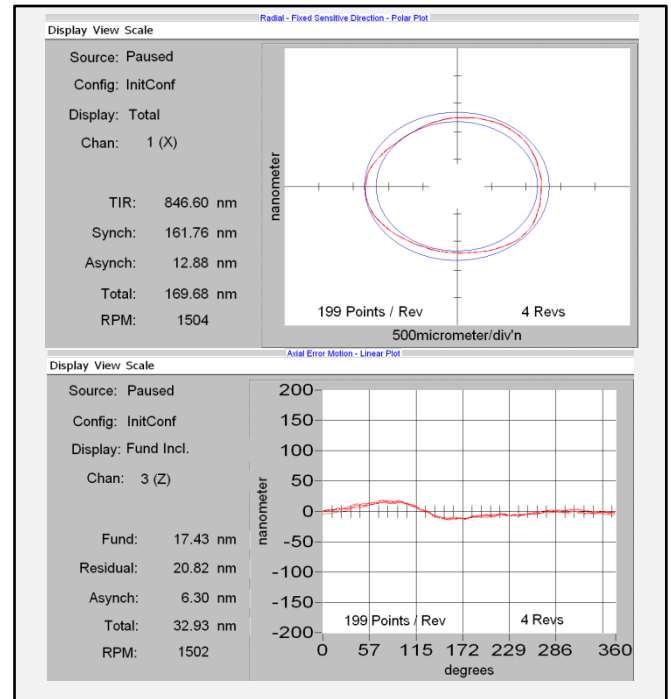 Radial - Fixed Sensitive Direction - Polar Plot
Display View Scale
Source: Paused
Config: InitConf
Display: Total
Chan: 1 (X)
TIR: 846.60 nm
Synch: 161.76 nm
Asynch: 12.88 nm
Total: 169.68 nm
RPM: 1504
nanometer
199 Points / Rev 4 Revs
500micrometer/div'n
Axial Error Motion - Linear Plot
Display View Scale
Source: Paused
Config: InitConf
Display: Fund Incl.
Chan: 3 (Z)
Fund: 17.43 nm
Residual: 20.82 nm
Asynch: 6.30 nm
Total: 32.93 nm
RPM: 1502
nanometer
200
150
100
50
0
-50
-100
-150
-200
199 Points / Rev 4 Revs
0 57 115 172 229 286 360
degrees